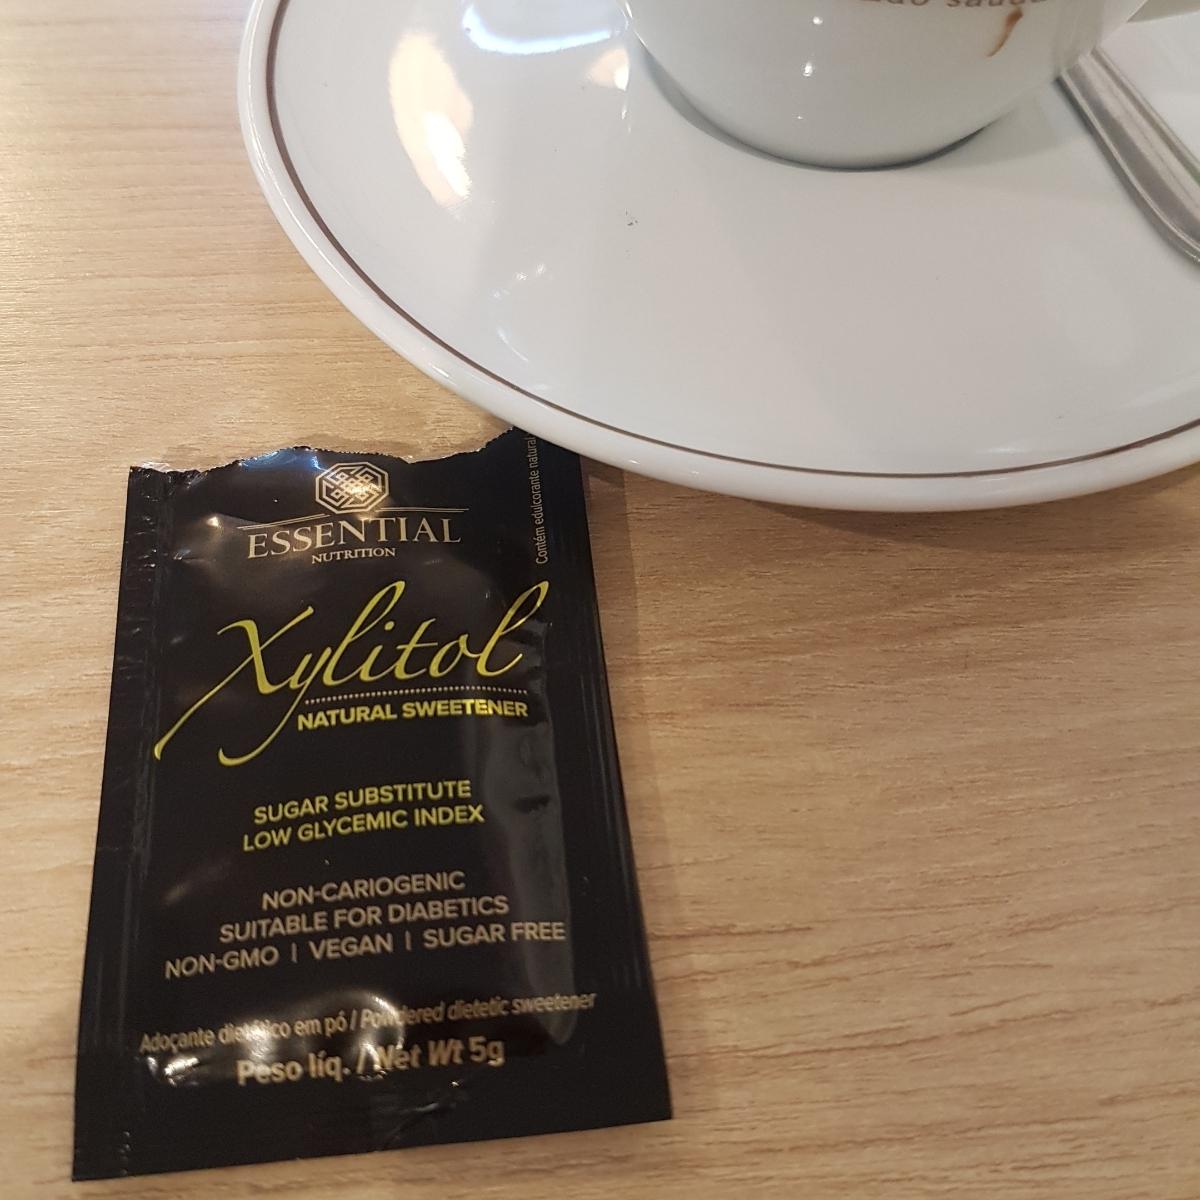 ESSENTIAL
NUTRITION
Contém edulcorante natural
Xylitol
NATURAL SWEETENER
SUGAR SUBSTITUTE
LOW GLYCEMIC INDEX
NON-CARIOGENIC
SUITABLE FOR DIABETICS
NON-GMO | VEGAN | SUGAR FREE
Adoçante dietético em pó / Powdered dietetic sweetener
Peso líq. / Net Wt 5g